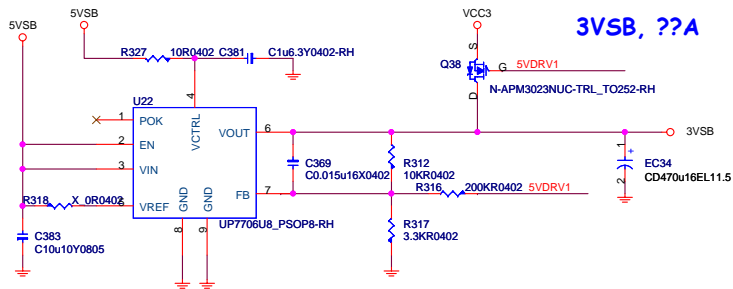 5VSB
5VSB
VCC3
3VSB, ??A
R327
10R0402
C381
C1u6.3Y0402-RH
Q38
S
G
D
5VDRV1
N-APM3023NUC-TRL_TO252-RH
U22
4
VCTRL
1
POK
2
EN
3
VIN
5
VREF
VOUT
6
FB
7
GND
GND
8
9
UP7706U8_PSOP8-RH
R318
X_0R0402
C383
C10u10Y0805
C369
C0.015u16X0402
R312
10KR0402
R316
200KR0402
5VDRV1
R317
3.3KR0402
3VSB
1
+
2
EC34
CD470u16EL11.5